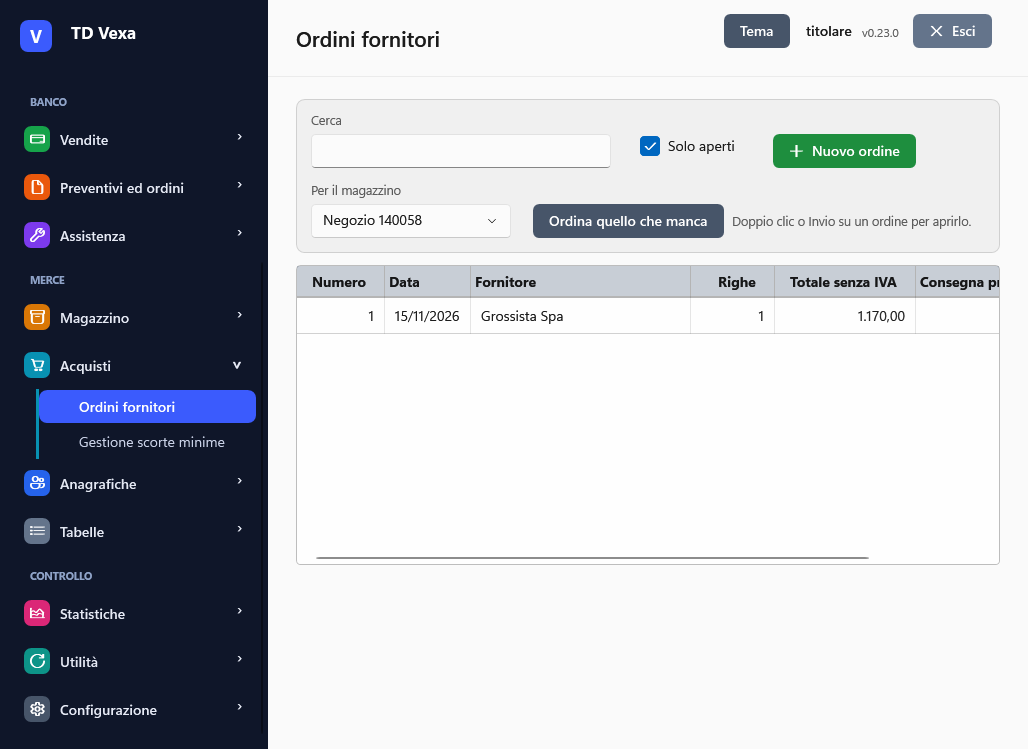 V
TD Vexa
BANCO
Vendite
Preventivi ed ordini
Assistenza
MERCE
Magazzino
Acquisti
Ordini fornitori
Gestione scorte minime
Anagrafiche
Tabelle
CONTROLLO
Statistiche
Utilità
Configurazione
Ordini fornitori
Tema
titolare v0.23.0
Esci
Cerca
Solo aperti
Nuovo ordine
Per il magazzino
Negozio 140058
Ordina quello che manca
Doppio clic o Invio su un ordine per aprirlo.
Numero Data Fornitore Righe Totale senza IVA Consegna
1 15/11/2026 Grossista Spa 1 1.170,00